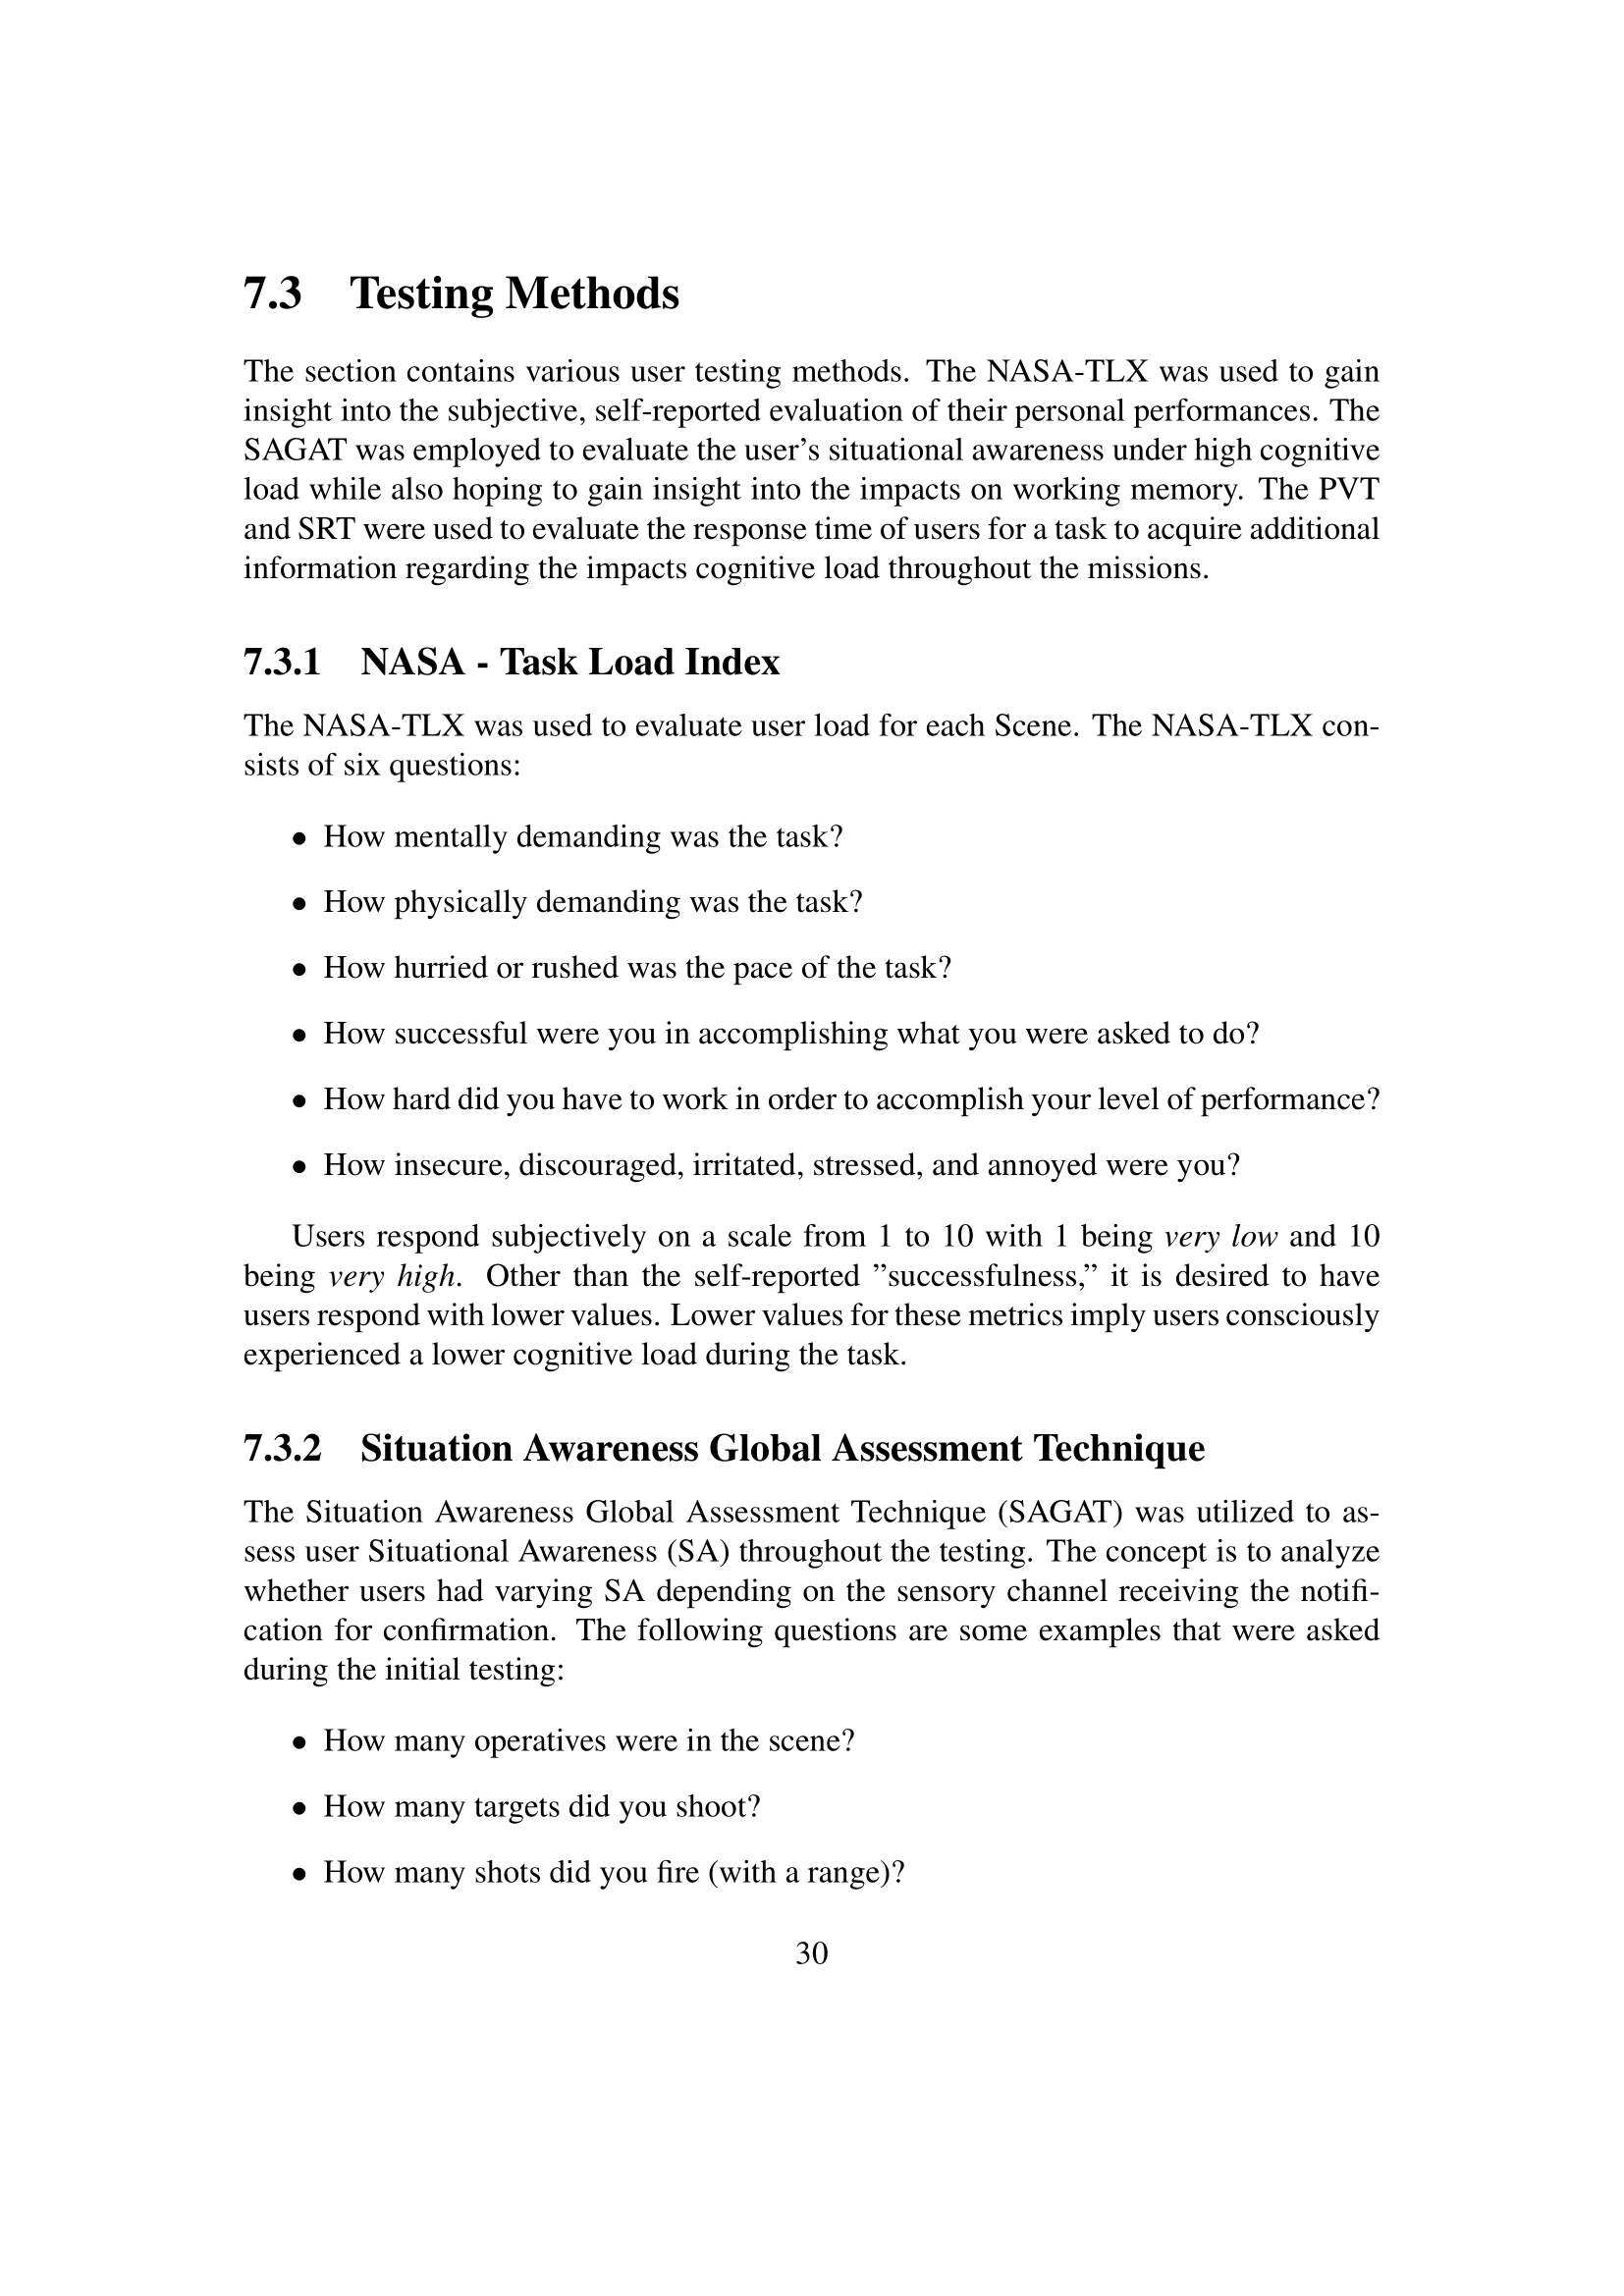 7.3 Testing Methods
The section contains various user testing methods. The NASA-TLX was used to gain
insight into the subjective, self-reported evaluation of their personal performances. The
SAGAT was employed to evaluate the user’s situational awareness under high cognitive
load while also hoping to gain insight into the impacts on working memory. The PVT
and SRT were used to evaluate the response time of users for a task to acquire additional
information regarding the impacts cognitive load throughout the missions.
7.3.1 NASA - Task Load Index
The NASA-TLX was used to evaluate user load for each Scene. The NASA-TLX con-
sists of six questions:
• How mentally demanding was the task?
• How physically demanding was the task?
• How hurried or rushed was the pace of the task?
• How successful were you in accomplishing what you were asked to do?
• How hard did you have to work in order to accomplish your level of performance?
• How insecure, discouraged, irritated, stressed, and annoyed were you?
Users respond subjectively on a scale from 1 to 10 with 1 being very low and 10
being very high. Other than the self-reported ”successfulness,” it is desired to have
users respond with lower values. Lower values for these metrics imply users consciously
experienced a lower cognitive load during the task.
7.3.2 Situation Awareness Global Assessment Technique
The Situation Awareness Global Assessment Technique (SAGAT) was utilized to as-
sess user Situational Awareness (SA) throughout the testing. The concept is to analyze
whether users had varying SA depending on the sensory channel receiving the notifi-
cation for confirmation. The following questions are some examples that were asked
during the initial testing:
• How many operatives were in the scene?
• How many targets did you shoot?
• How many shots did you fire (with a range)?
30